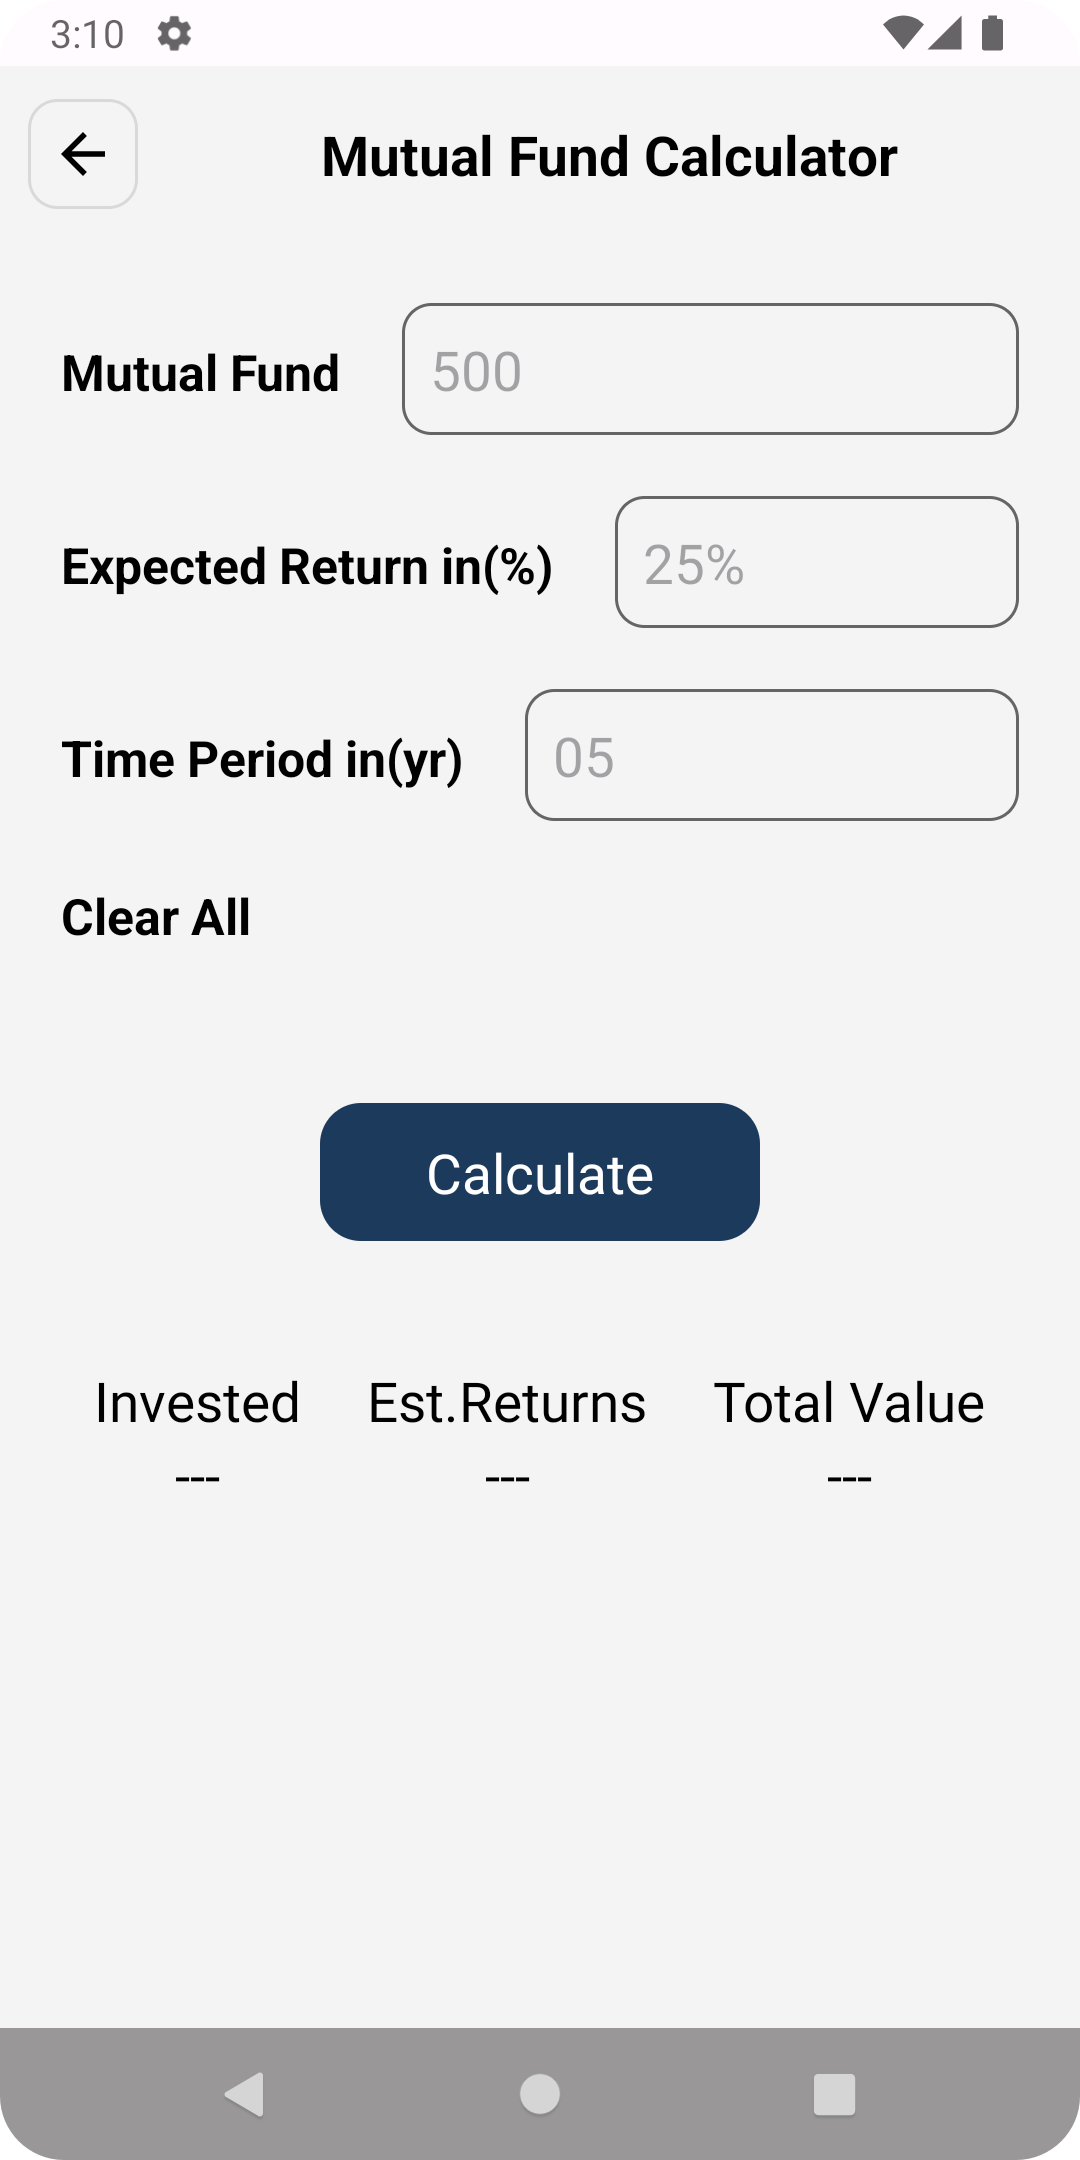 3:10
Mutual Fund Calculator
Mutual Fund 500
Expected Return in(%) 25%
Time Period in(yr) 05
Clear All
Calculate
Invested Est.Returns Total Value
--- --- ---